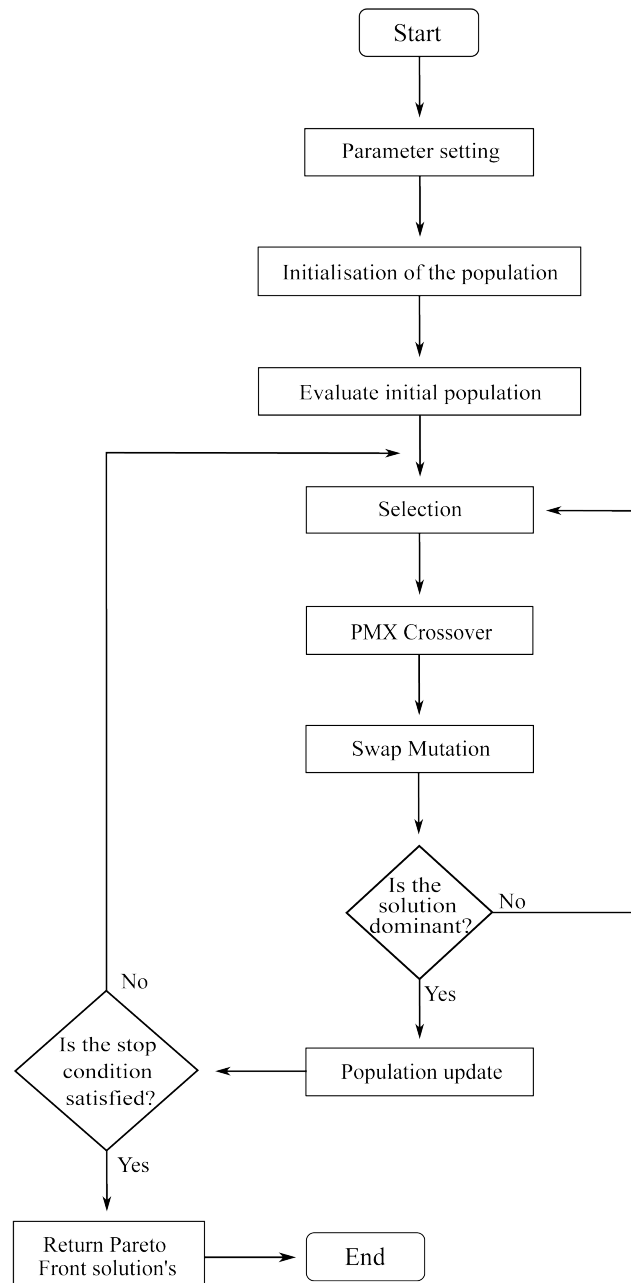 Start
Parameter setting
Initialisation of the population
Evaluate initial population
Selection
PMX Crossover
Swap Mutation
Is the
solution
dominant?
No
Yes
Population update
No
Is the stop
condition
satisfied?
Yes
Return Pareto
Front solution's
End